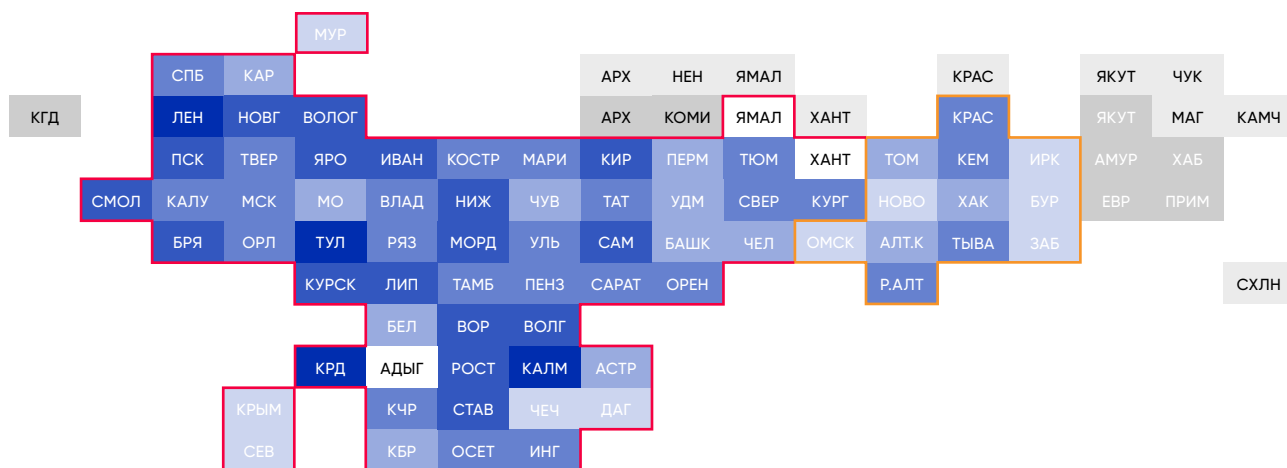 МУР
СПБ КАР АРХ НЕН ЯМАЛ КРАС ЯКУТ ЧУК
КГД ЛЕН НОВГ ВОЛОГ АРХ КОМИ ЯМАЛ ХАНТ КРАС ЯКУТ МАГ КАМЧ
ПСК ТВЕР ЯРО ИВАН КОСТР МАРИ КИР ПЕРМ ТЮМ ХАНТ ТОМ КЕМ ИРК АМУР ХАБ
СМОЛ КАЛУ МСК МО ВЛАД НИЖ ЧУВ ТАТ УДМ СВЕР КУРГ НОВО ХАК БУР ЕВР ПРИМ
БРЯ ОРЛ ТУЛ РЯЗ МОРД УЛЬ САМ БАШК ЧЕЛ ОМСК АЛТ.К ТЫВА ЗАБ
КУРСК ЛИП ТАМБ ПЕНЗ САРАТ ОРЕН Р.АЛТ СХЛН
БЕЛ ВОР ВОЛГ
КРД АДЫГ РОСТ КАЛМ АСТР
КРЫМ КЧР СТАВ ЧЕЧ ДАГ
СЕВ КБР ОСЕТ ИНГ